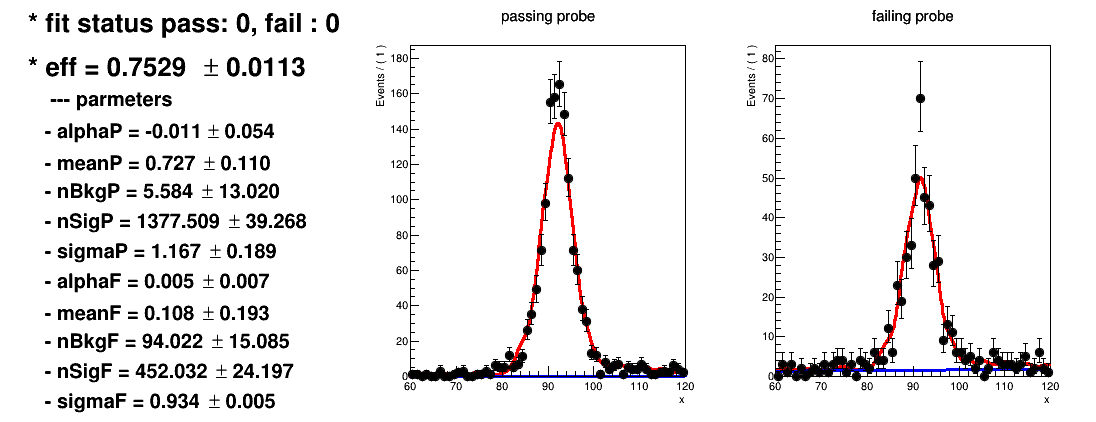 * fit status pass: 0, fail : 0
* eff = 0.7529 ± 0.0113
--- parmeters
- alphaP = -0.011 ± 0.054
- meanP = 0.727 ± 0.110
- nBkgP = 5.584 ± 13.020
- nSigP = 1377.509 ± 39.268
- sigmaP = 1.167 ± 0.189
- alphaF = 0.005 ± 0.007
- meanF = 0.108 ± 0.193
- nBkgF = 94.022 ± 15.085
- nSigF = 452.032 ± 24.197
- sigmaF = 0.934 ± 0.005
passing probe
Events / ( 1 )
180
160
140
120
100
80
60
40
20
0
60 70 80 90 100 110 120
x
failing probe
Events / ( 1 )
80
70
60
50
40
30
20
10
0
60 70 80 90 100 110 120
x